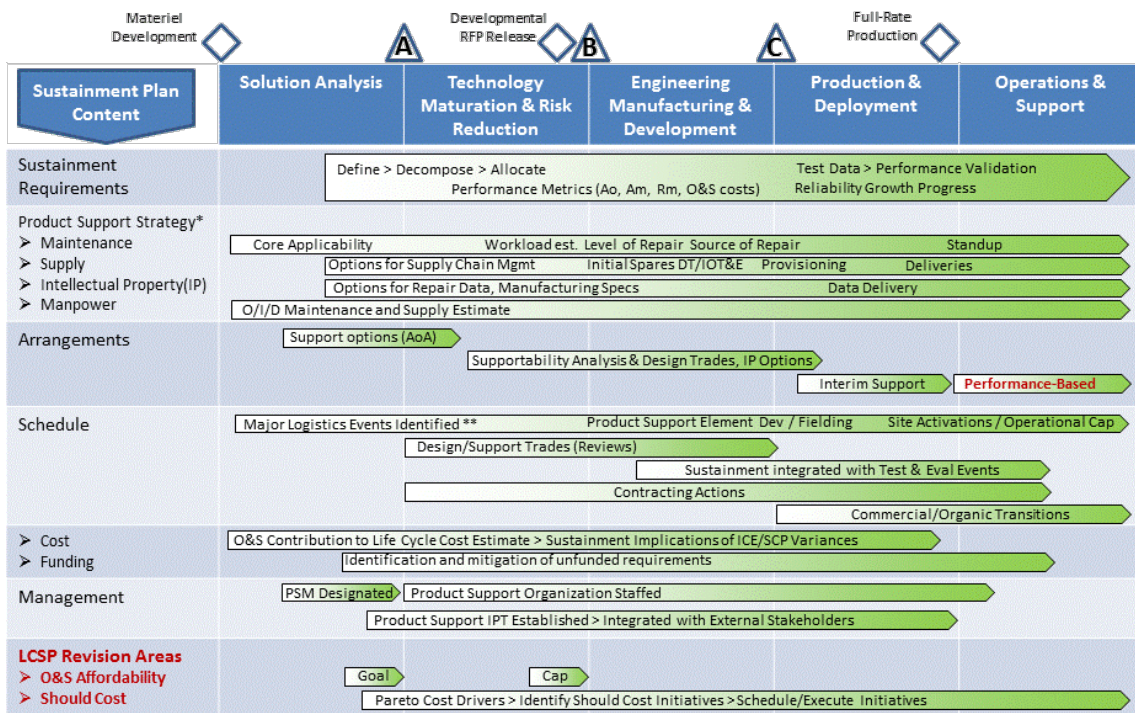 Materiel
Development
Developmental
RFP Release
Full-Rate
Production
A
B
C
Sustainment Plan
Content
Solution Analysis
Technology
Maturation & Risk
Reduction
Engineering
Manufacturing &
Development
Production &
Deployment
Operations &
Support
Sustainment
Requirements
Define > Decompose > Allocate
Test Data > Performance Validation
Performance Metrics (Ao, Am, Rm, O&S costs)
Reliability Growth Progress
Product Support Strategy*
Maintenance
Supply
Intellectual Property(IP)
Manpower
Core Applicability
Workload est. Level of Repair Source of Repair
Standup
Options for Supply Chain Mgmt
Initial Spares DT/IOT&E
Provisioning
Deliveries
Options for Repair Data, Manufacturing Specs
Data Delivery
O/I/D Maintenance and Supply Estimate
Arrangements
Support options (AoA)
Supportability Analysis & Design Trades, IP Options
Interim Support
Performance-Based
Schedule
Major Logistics Events Identified **
Product Support Element Dev / Fielding
Site Activations / Operational Cap
Design/Support Trades (Reviews)
Sustainment integrated with Test & Eval Events
Contracting Actions
Commercial/Organic Transitions
Cost
Funding
O&S Contribution to Life Cycle Cost Estimate > Sustainment Implications of ICE/SCP Variances
Identification and mitigation of unfunded requirements
Management
PSM Designated
Product Support Organization Staffed
Product Support IPT Established > Integrated with External Stakeholders
LCSP Revision Areas
O&S Affordability
Should Cost
Goal
Cap
Pareto Cost Drivers > Identify Should Cost Initiatives >Schedule/Execute Initiatives